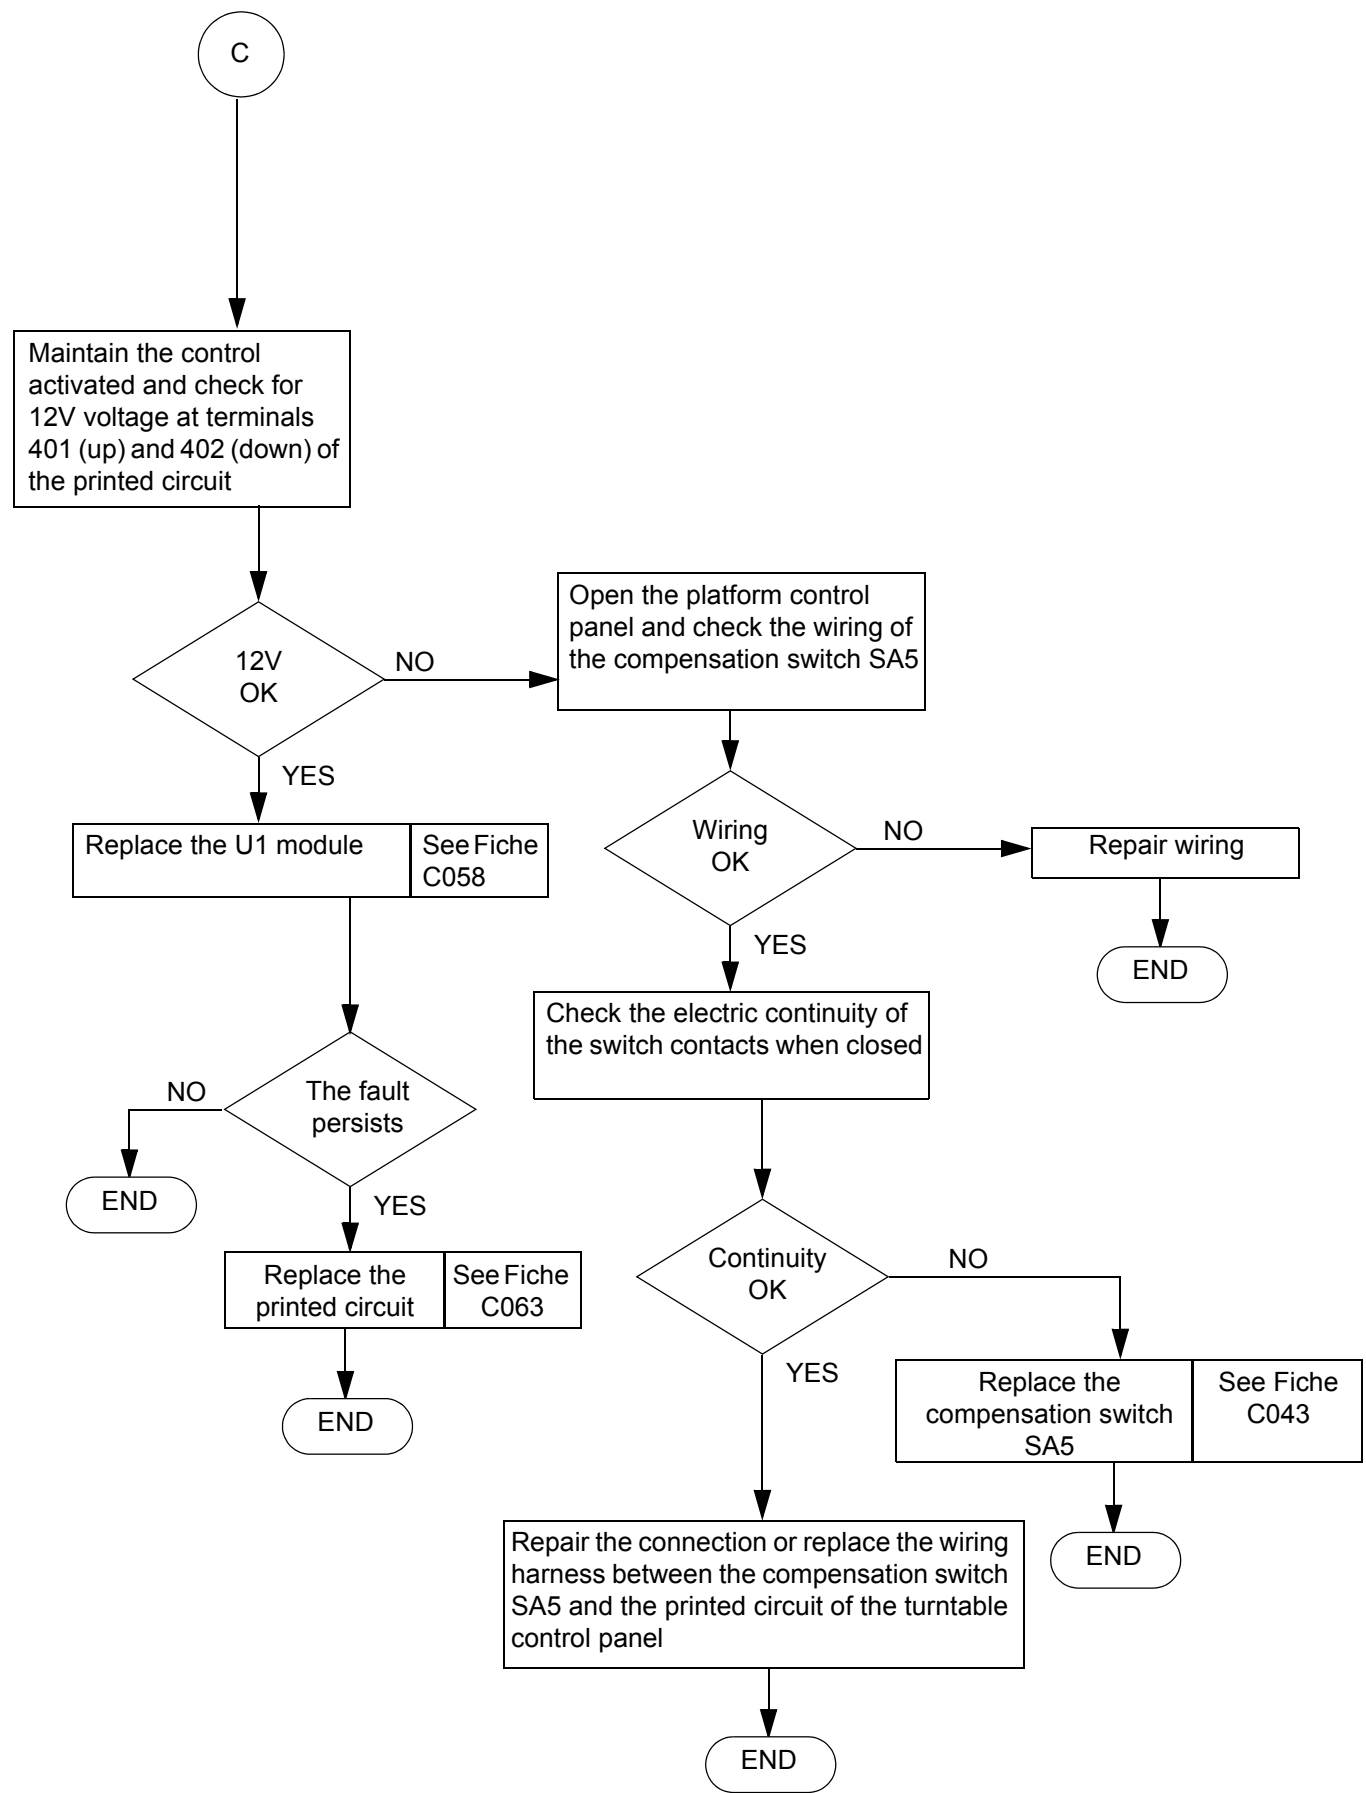 C
Maintain the control
activated and check for
12V voltage at terminals
401 (up) and 402 (down) of
the printed circuit
12V
OK
NO
Open the platform control
panel and check the wiring of
the compensation switch SA5
YES
Replace the U1 module
See Fiche
C058
Wiring
OK
NO
Repair wiring
END
YES
Check the electric continuity of
the switch contacts when closed
The fault
persists
NO
END
YES
Replace the
printed circuit
See Fiche
C063
END
Continuity
OK
NO
YES
Replace the
compensation switch
SA5
See Fiche
C043
END
Repair the connection or replace the wiring
harness between the compensation switch
SA5 and the printed circuit of the turntable
control panel
END